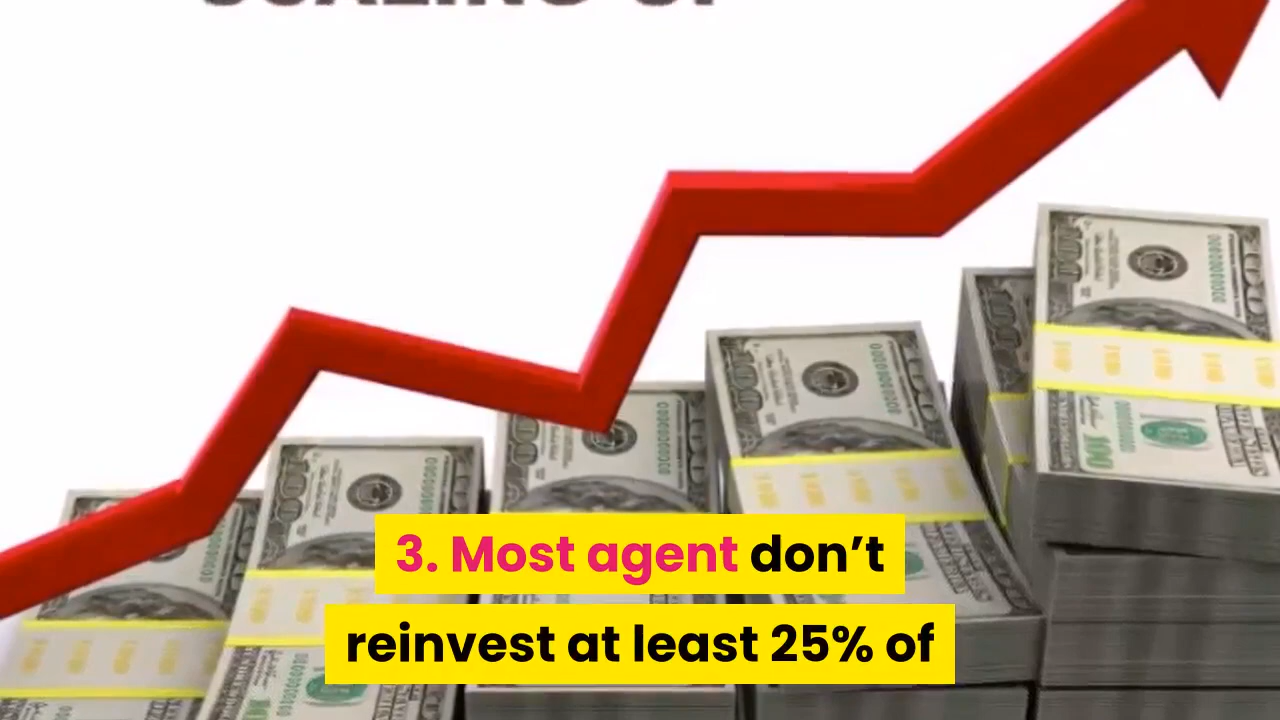 3. Most agent don’t
reinvest at least 25% of